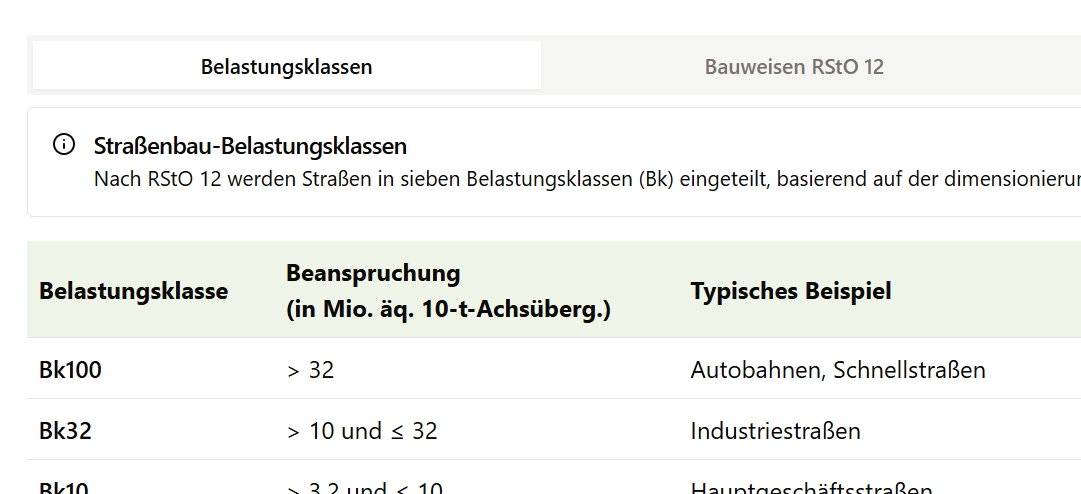 Belastungsklassen
Bauweisen RStO 12
Straßenbau-Belastungsklassen
Nach RStO 12 werden Straßen in sieben Belastungsklassen (Bk) eingeteilt, basierend auf der
Belastungsklasse
Beanspruchung
(in Mio. äq. 10-t-Achsüberg.)
Typisches Beispiel
Bk100
> 32
Autobahnen, Schnellstraßen
Bk32
> 10 und ≤ 32
Industriestraßen
Bk10
> 3,2 und ≤ 10
Hauptgeschäftsstraßen